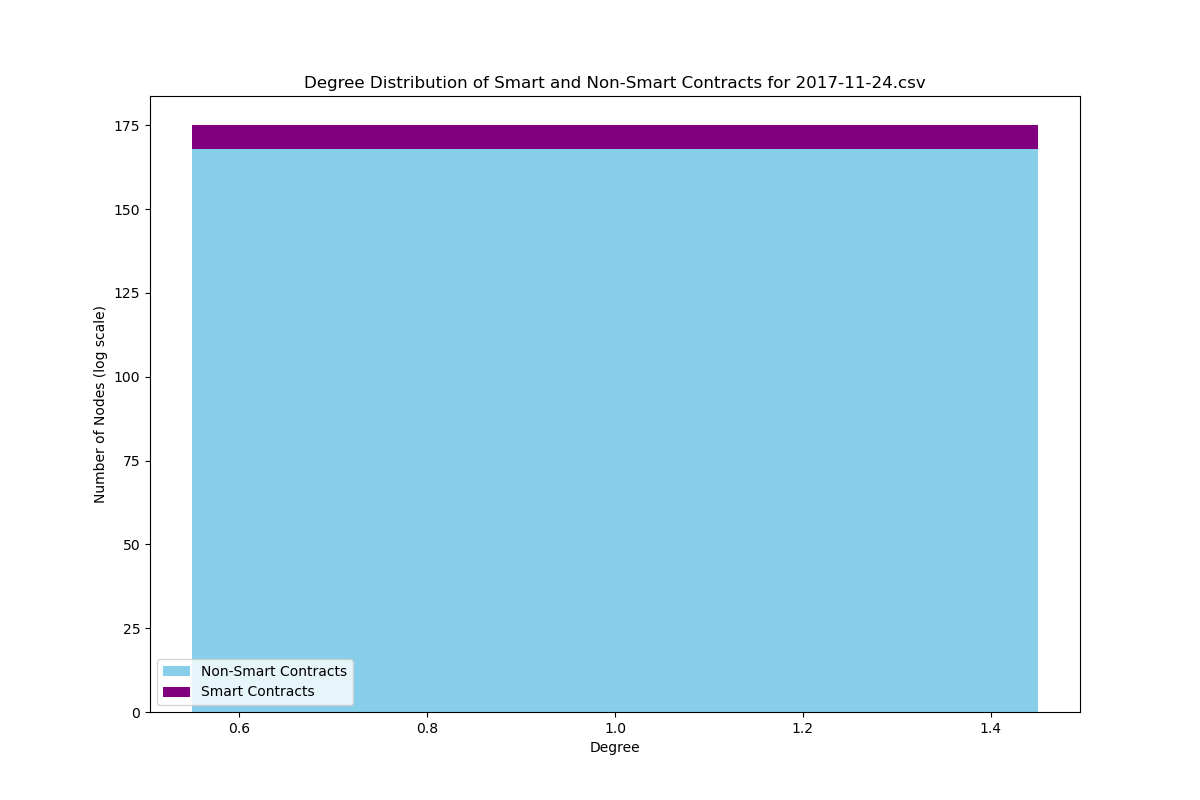 Degree Distribution of Smart and Non-Smart Contracts for 2017-11-24.csv
175
150
125
100
75
50
25
0
Number of Nodes (log scale)
Non-Smart Contracts
Smart Contracts
0.6 0.8 1.0 1.2 1.4
Degree